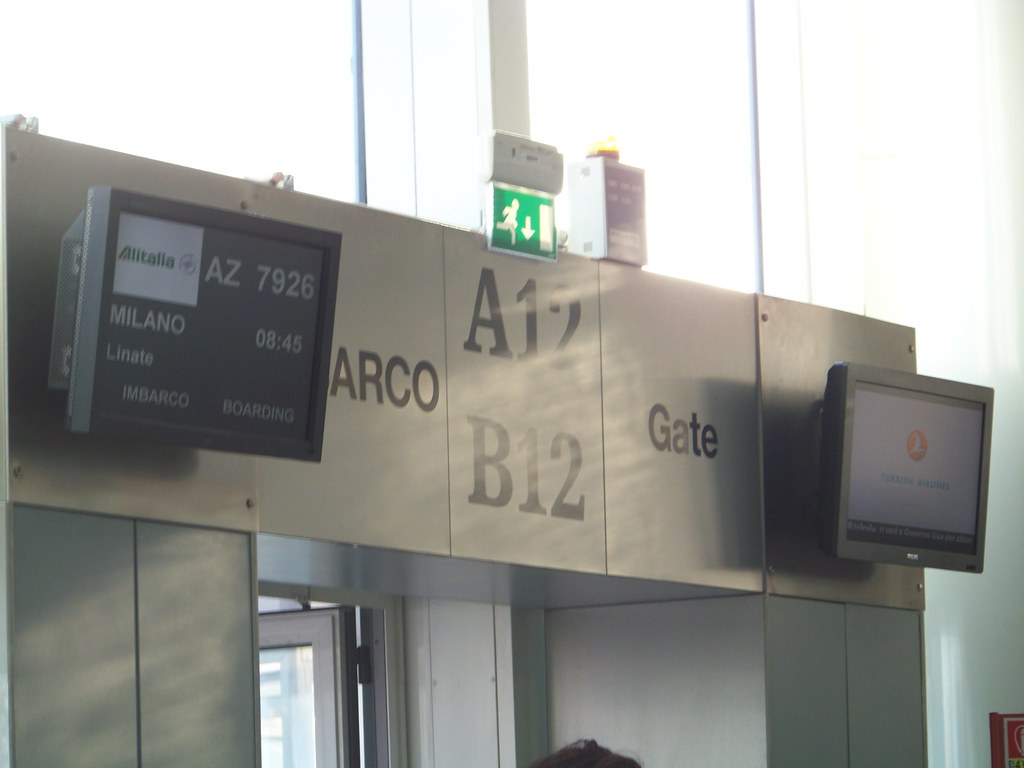 Alitalia
AZ 7926
MILANO
08:45
Linate
IMBARCO
BOARDING
ARCO
A12
B12
Gate
TURKISH AIRLINES